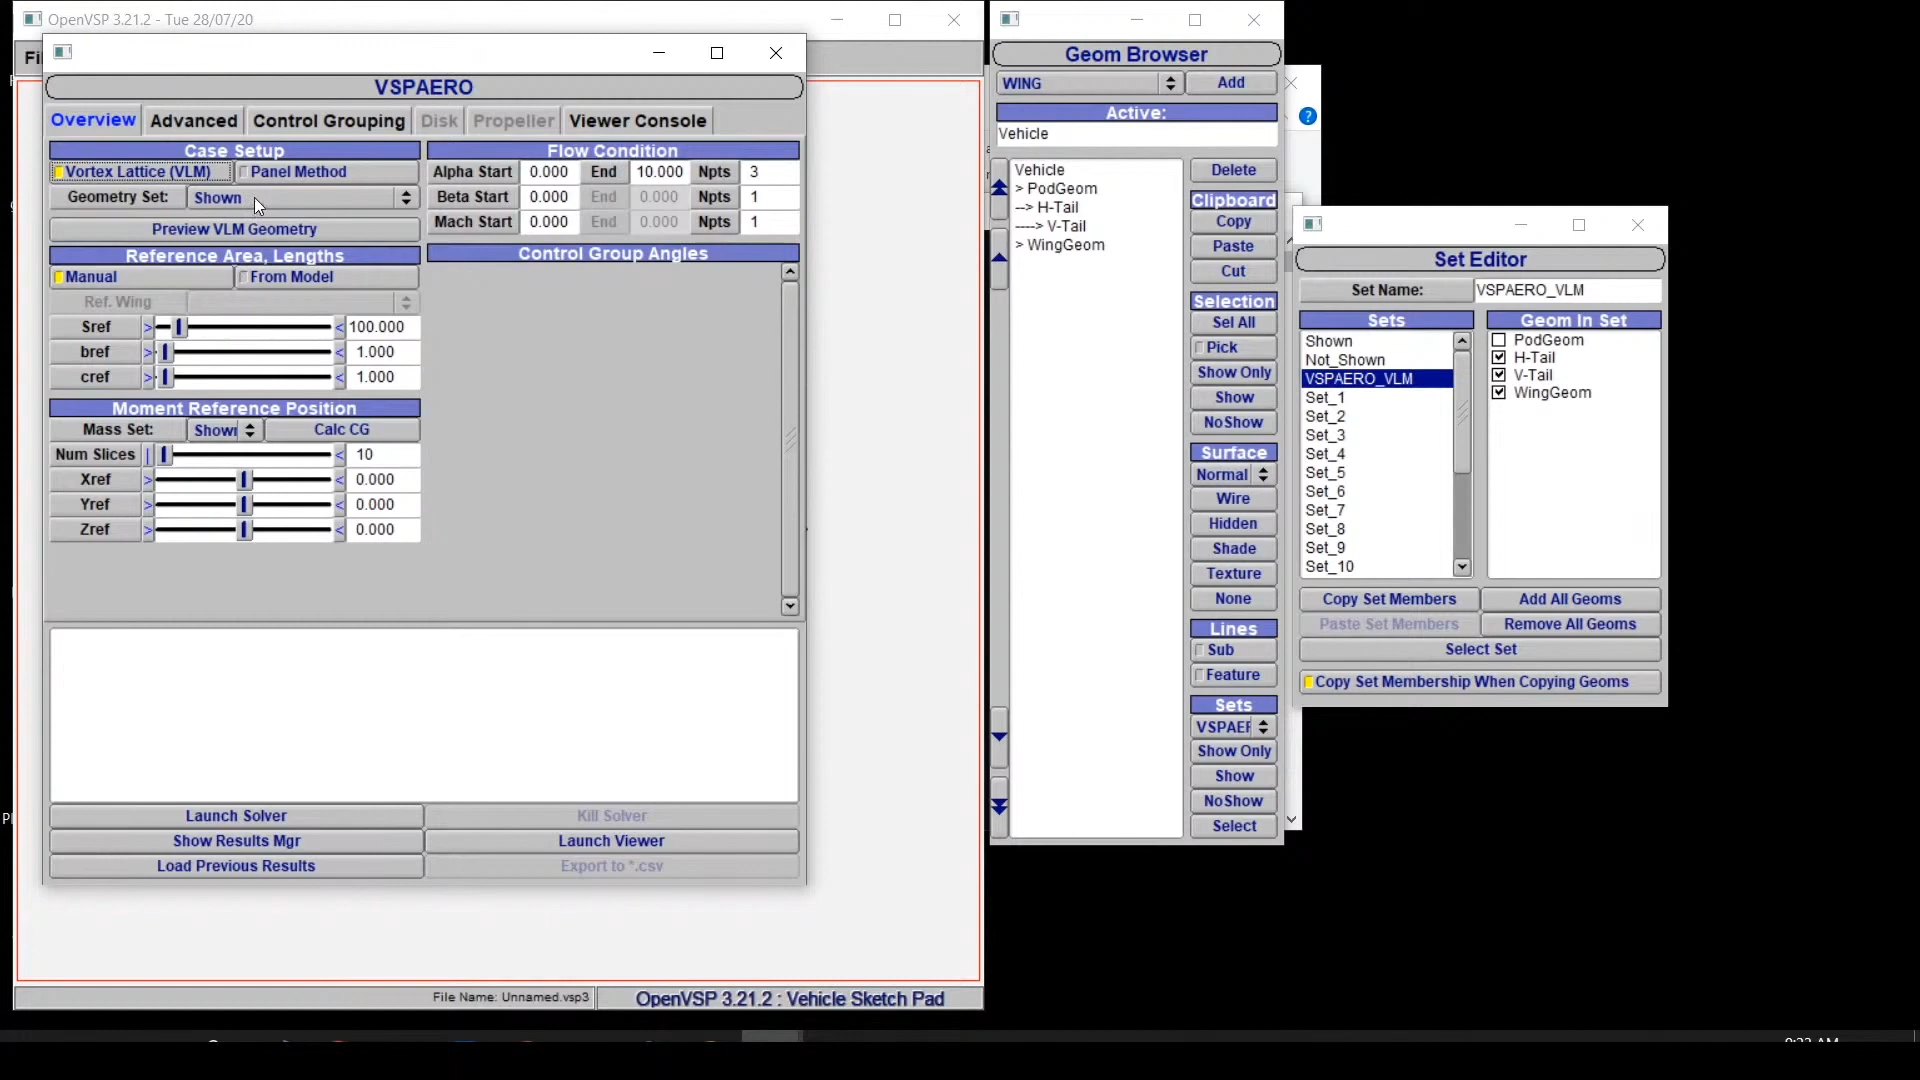 OpenVSP 3.21.2 - Tue 28/07/20
VSPAERO
Overview
Advanced
Control Grouping
Disk
Propeller
Viewer Console
Case Setup
Vortex Lattice (VLM)
Panel Method
Geometry Set:
Shown
Preview VLM Geometry
Reference Area, Lengths
Manual
From Model
Ref. Wing
Sref > < 100.000
bref > < 1.000
cref > < 1.000
Moment Reference Position
Mass Set:
Calc CG
Num Slices | < 10
Xref > < 0.000
Yref > < 0.000
Zref > < 0.000
Flow Condition
Alpha Start 0.000 End 10.000 Npts 3
Beta Start 0.000 End 0.000 Npts 1
Mach Start 0.000 End 0.000 Npts 1
Control Group Angles
Launch Solver
Kill Solver
Show Results Mgr
Launch Viewer
Load Previous Results
Export to *.csv
File Name: Unnamed.vsp3
OpenVSP 3.21.2 : Vehicle Sketch Pad
Geom Browser
WING
Add
Active:
Vehicle
Vehicle
> PodGeom
--> H-Tail
----> V-Tail
> WingGeom
Delete
Clipboard
Copy
Paste
Cut
Selection
Sel All
Pick
Show Only
Show
NoShow
Surface
Normal
Wire
Hidden
Shade
Texture
None
Lines
Sub
Feature
Sets
Show Only
Show
NoShow
Select
?
Set Editor
Set Name:
VSPAERO_VLM
Sets
Shown
Not_Shown
VSPAERO_VLM
Set_1
Set_2
Set_3
Set_4
Set_5
Set_6
Set_7
Set_8
Set_9
Set_10
Geom In Set
PodGeom
H-Tail
V-Tail
WingGeom
Copy Set Members
Add All Geoms
Paste Set Members
Remove All Geoms
Select Set
Copy Set Membership When Copying Geoms